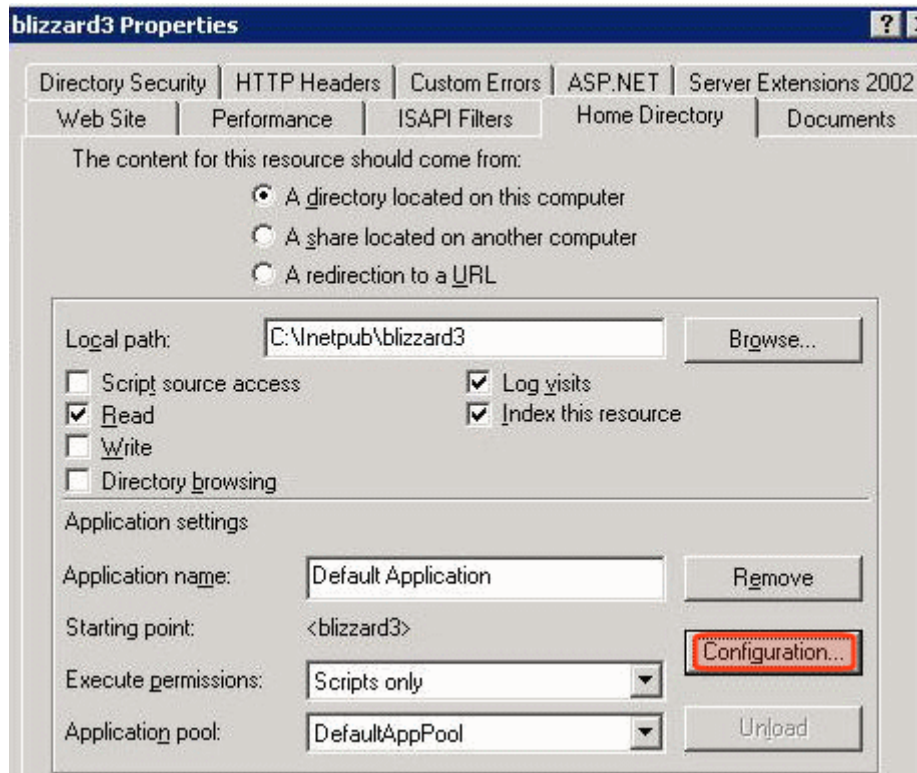 blizzard3 Properties
Directory Security HTTP Headers Custom Errors ASP.NET Server Extensions 2002
Web Site Performance ISAPI Filters Home Directory Documents
The content for this resource should come from:
A directory located on this computer
A share located on another computer
A redirection to a URL
Local path: C:\Inetpub\blizzard3 Browse...
Script source access Log visits
Read Index this resource
Write
Directory browsing
Application settings
Application name: Default Application Remove
Starting point: <blizzard3>
Configuration...
Execute permissions: Scripts only
Application pool: DefaultAppPool Unload